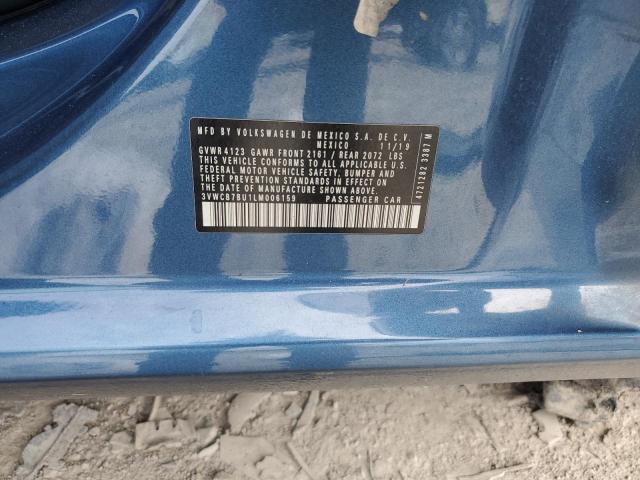 MFD BY VOLKSWAGEN DE MEXICO S.A. DE C.V.
MEXICO 11/19
GVWR 4123 GAWR FRONT 2161 / REAR 2072 LBS
THIS VEHICLE CONFORMS TO ALL APPLICABLE U.S.
FEDERAL MOTOR VEHICLE SAFETY, BUMPER AND
THEFT PREVENTION STANDARDS IN EFFECT ON THE
DATE OF MANUFACTURE SHOWN ABOVE.
3VWCB7BU1LM006159 PASSENGER CAR
4721282 3387 M